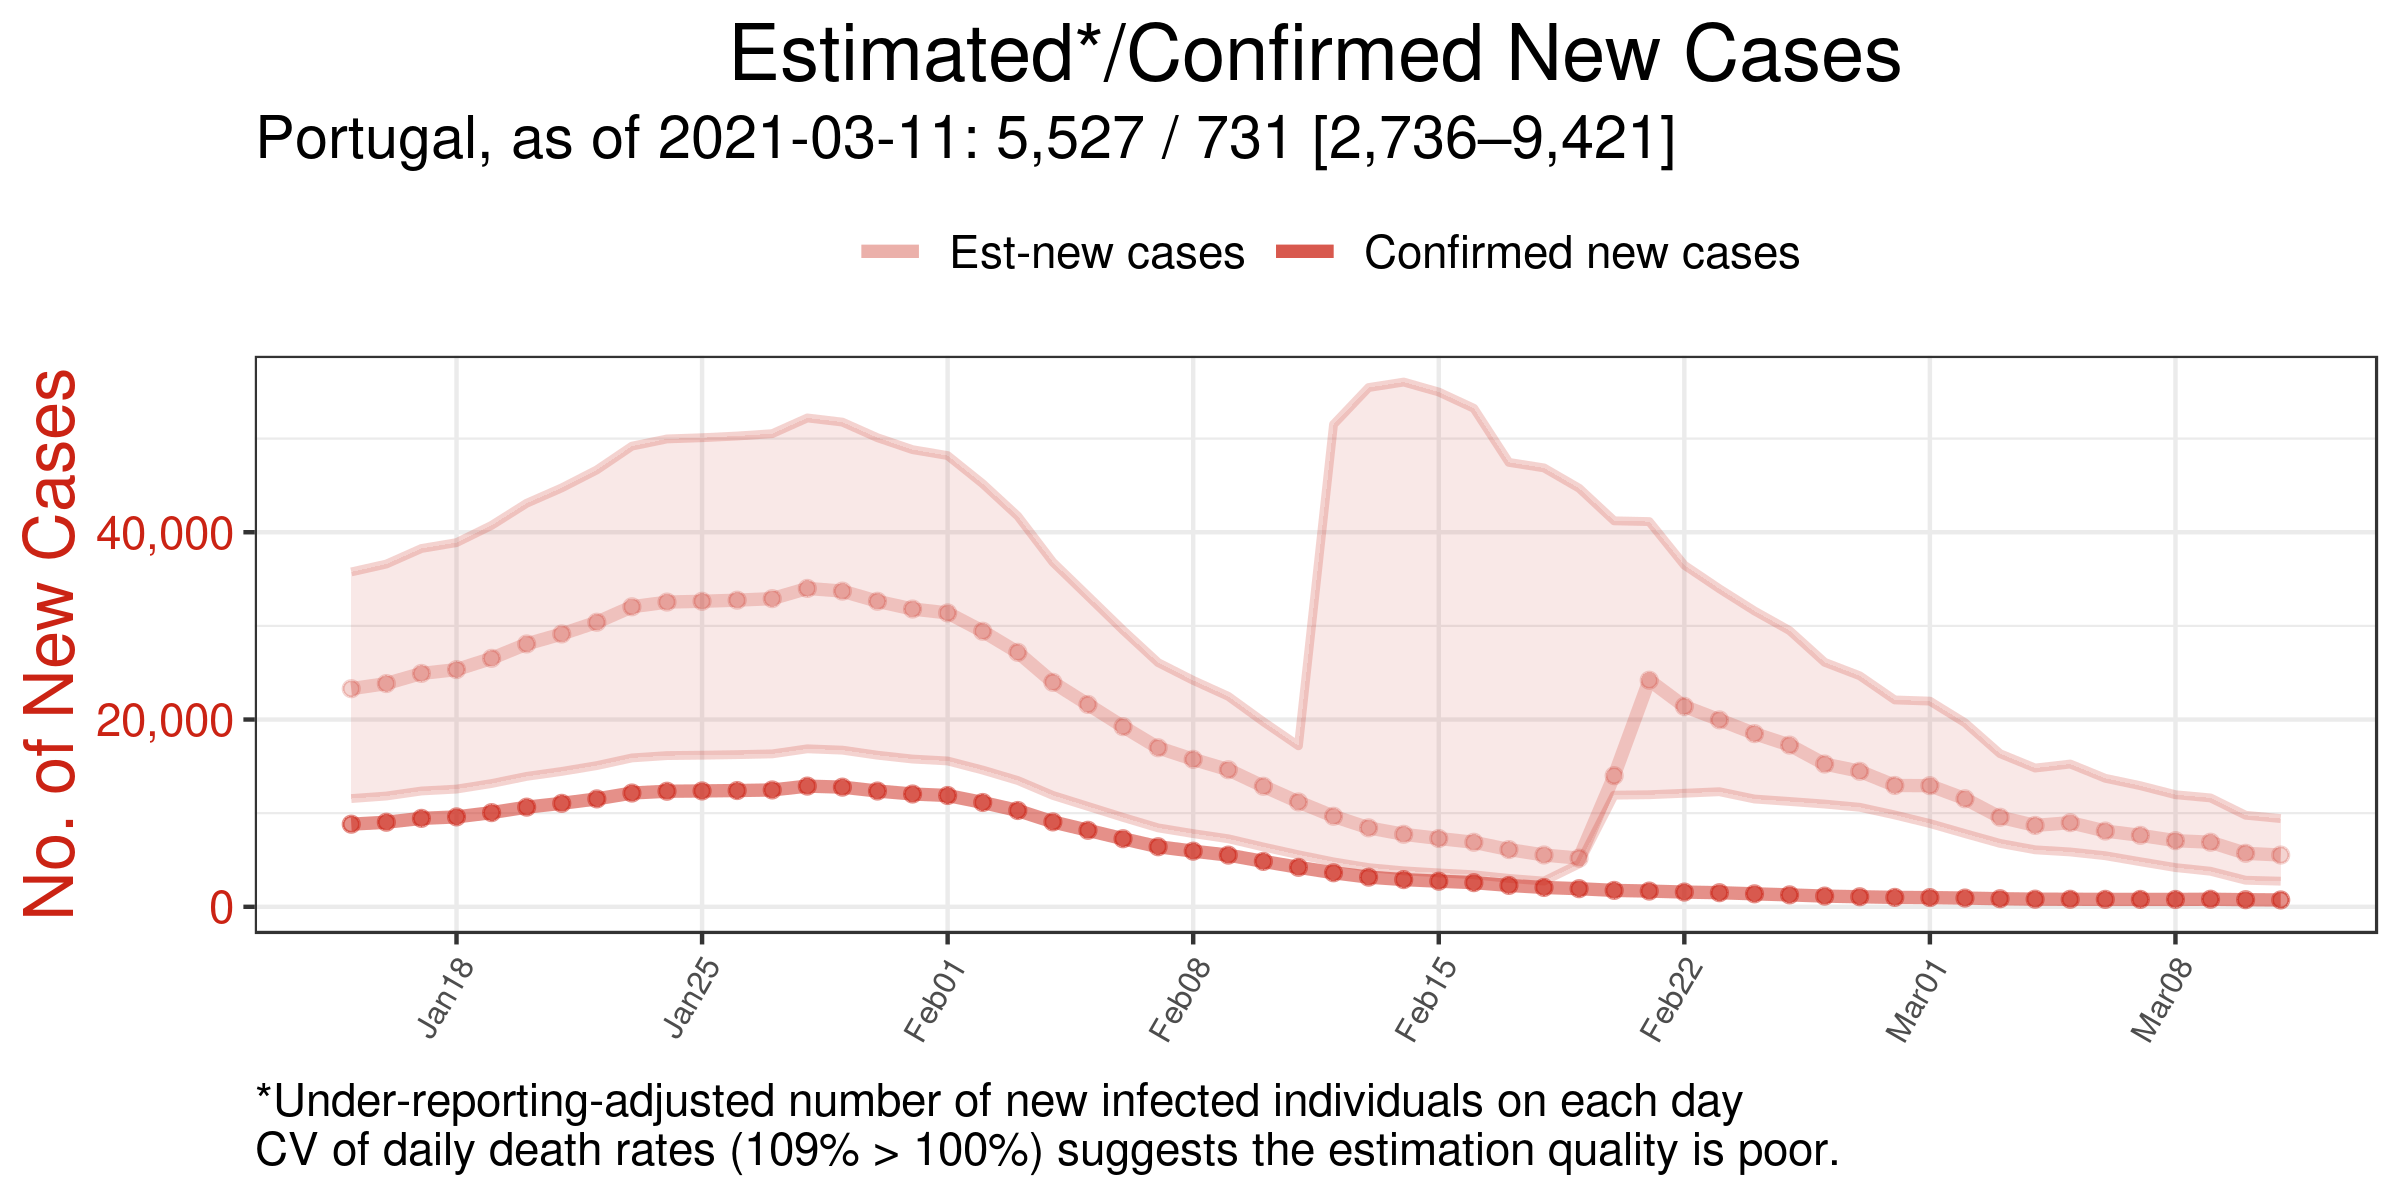 Estimated*/Confirmed New Cases
Portugal, as of 2021-03-11: 5,527 / 731 [2,736–9,421]
Est-new cases
Confirmed new cases
No. of New Cases
40,000
20,000
0
Jan18
Jan25
Feb01
Feb08
Feb15
Feb22
Mar01
Mar08
*Under-reporting-adjusted number of new infected individuals on each day
CV of daily death rates (109% > 100%) suggests the estimation quality is poor.